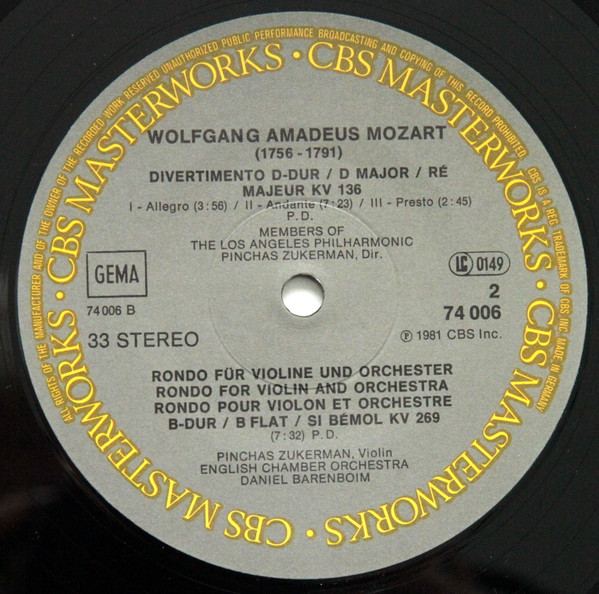 ALL RIGHTS OF THE MANUFACTURER AND OF THE OWNER OF THE RECORDED WORK RESERVED UNAUTHORIZED PUBLIC PERFORMANCE BROADCASTING AND COPYING OF THIS RECORD PROHIBITED. CBS IS A REG. TRADEMARK OF CBS INC. MADE IN GERMANY
CBS MASTERWORKS · CBS MASTERWORKS · CBS MASTERWORKS · CBS MASTERWORKS · CBS MASTERWORKS ·
WOLFGANG AMADEUS MOZART
(1756 - 1791)
DIVERTIMENTO D-DUR / D MAJOR / RÉ
MAJEUR KV 136
I - Allegro (3:56) / II - Andante (7:23) / III - Presto (2:45)
P.D.
MEMBERS OF
THE LOS ANGELES PHILHARMONIC
PINCHAS ZUKERMAN, Dir.
GEMA
LC 0149
74 006 B
2
74 006
33 STEREO
℗ 1981 CBS Inc.
RONDO FÜR VIOLINE UND ORCHESTER
RONDO FOR VIOLIN AND ORCHESTRA
RONDO POUR VIOLON ET ORCHESTRE
B-DUR / B FLAT / SI BÉMOL KV 269
(7:32) P.D.
PINCHAS ZUKERMAN, Violin
ENGLISH CHAMBER ORCHESTRA
DANIEL BARENBOIM